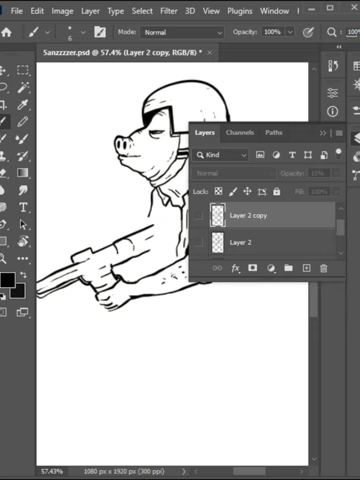 File Edit Image Layer Type Select Filter 3D View Plugins Window
6 Mode: Normal Opacity: 100%
Sanzzzzer.psd @ 57.4% (Layer 2 copy, RGB/8) * ×
Layers Channels Paths
Kind
Normal Opacity: 10%
Lock: Fill: 100%
Layer 2 copy
Layer 2
fx
57.43% 1080 px x 1920 px (300 ppi)